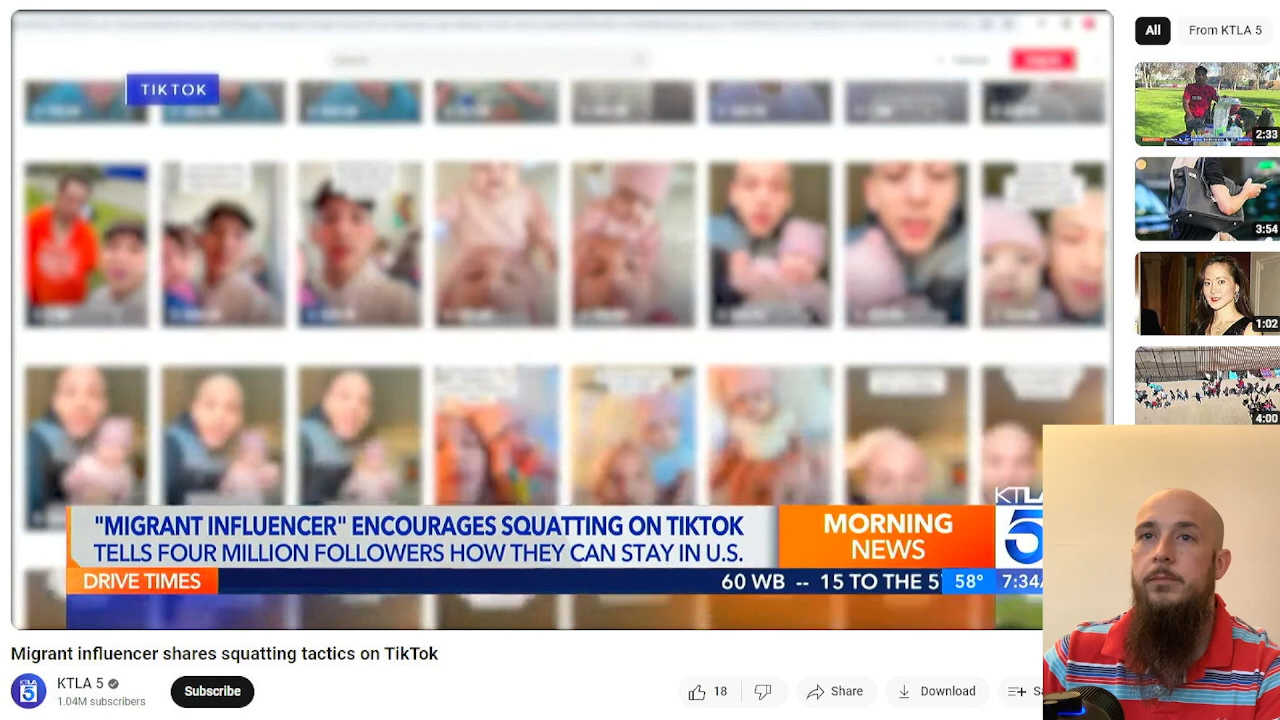 All
From KTLA 5
TIKTOK
2:33
3:54
1:02
4:00
"MIGRANT INFLUENCER" ENCOURAGES SQUATTING ON TIKTOK
TELLS FOUR MILLION FOLLOWERS HOW THEY CAN STAY IN U.S.
MORNING
NEWS
KTLA
5
DRIVE TIMES
60 WB -- 15 TO THE 5
58°
7:34
Migrant influencer shares squatting tactics on TikTok
KTLA 5
1.04M subscribers
Subscribe
18
Share
Download